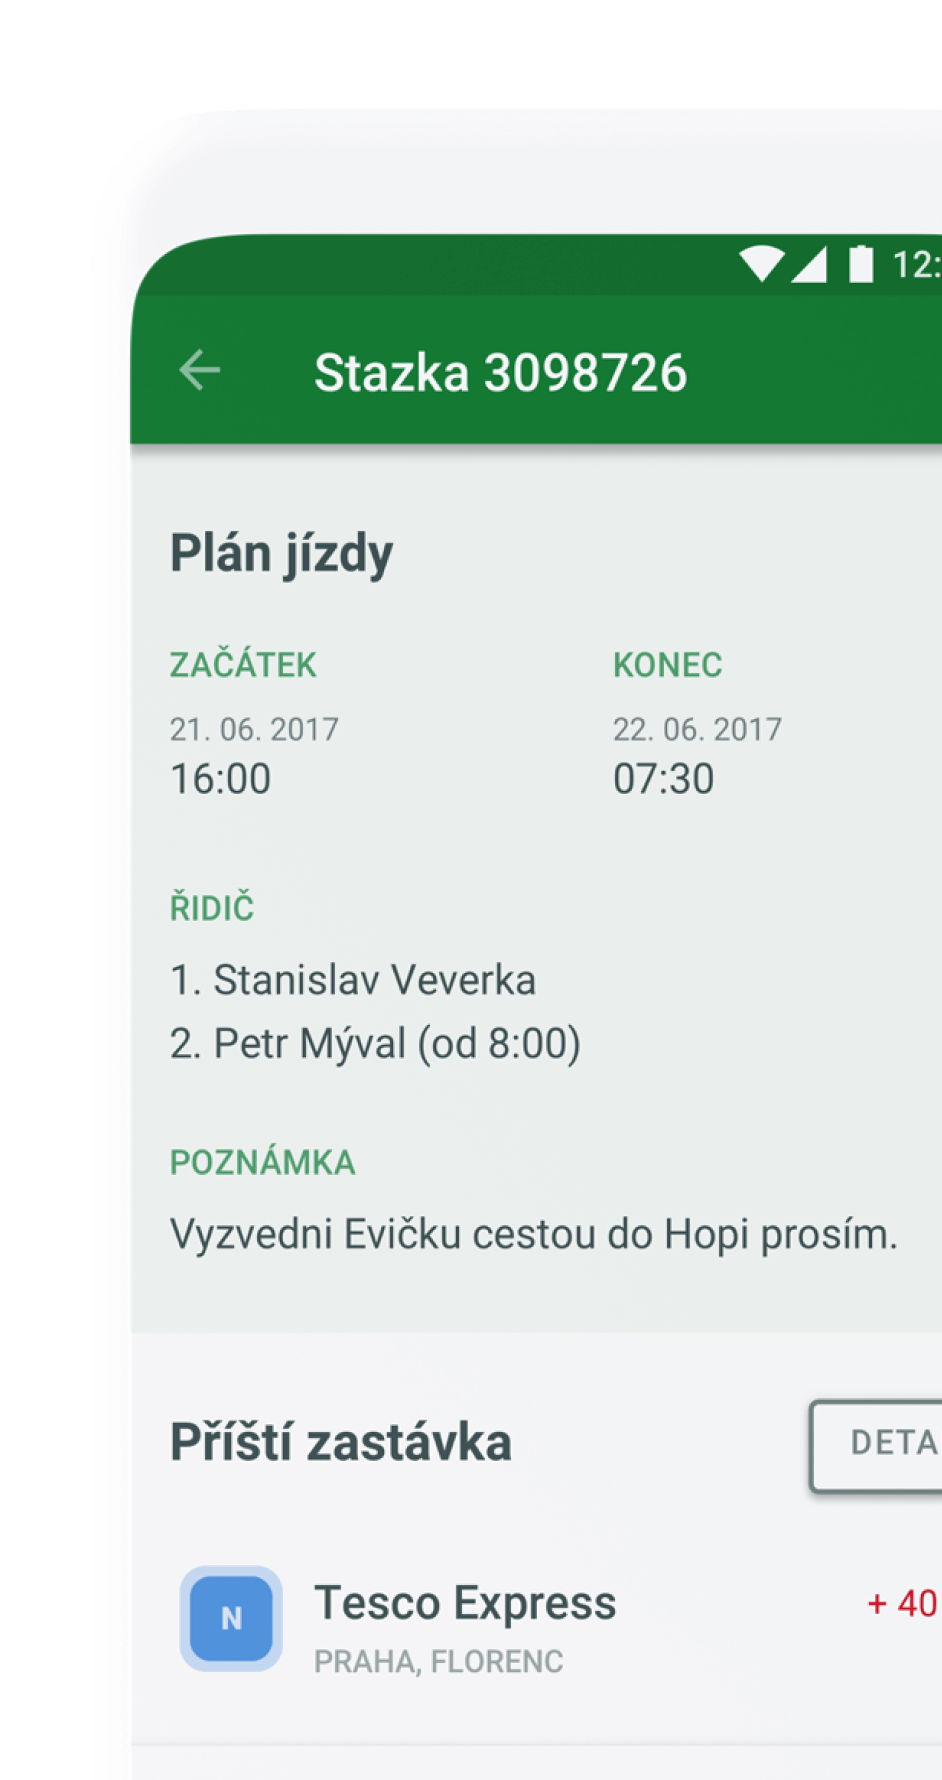 12:
Stazka 3098726
Plán jízdy
ZAČÁTEK KONEC
21. 06. 2017 22. 06. 2017
16:00 07:30
ŘIDIČ
1. Stanislav Veverka
2. Petr Mýval (od 8:00)
POZNÁMKA
Vyzvedni Evičku cestou do Hopi prosím.
Příští zastávka DETA
N Tesco Express + 40
PRAHA, FLORENC